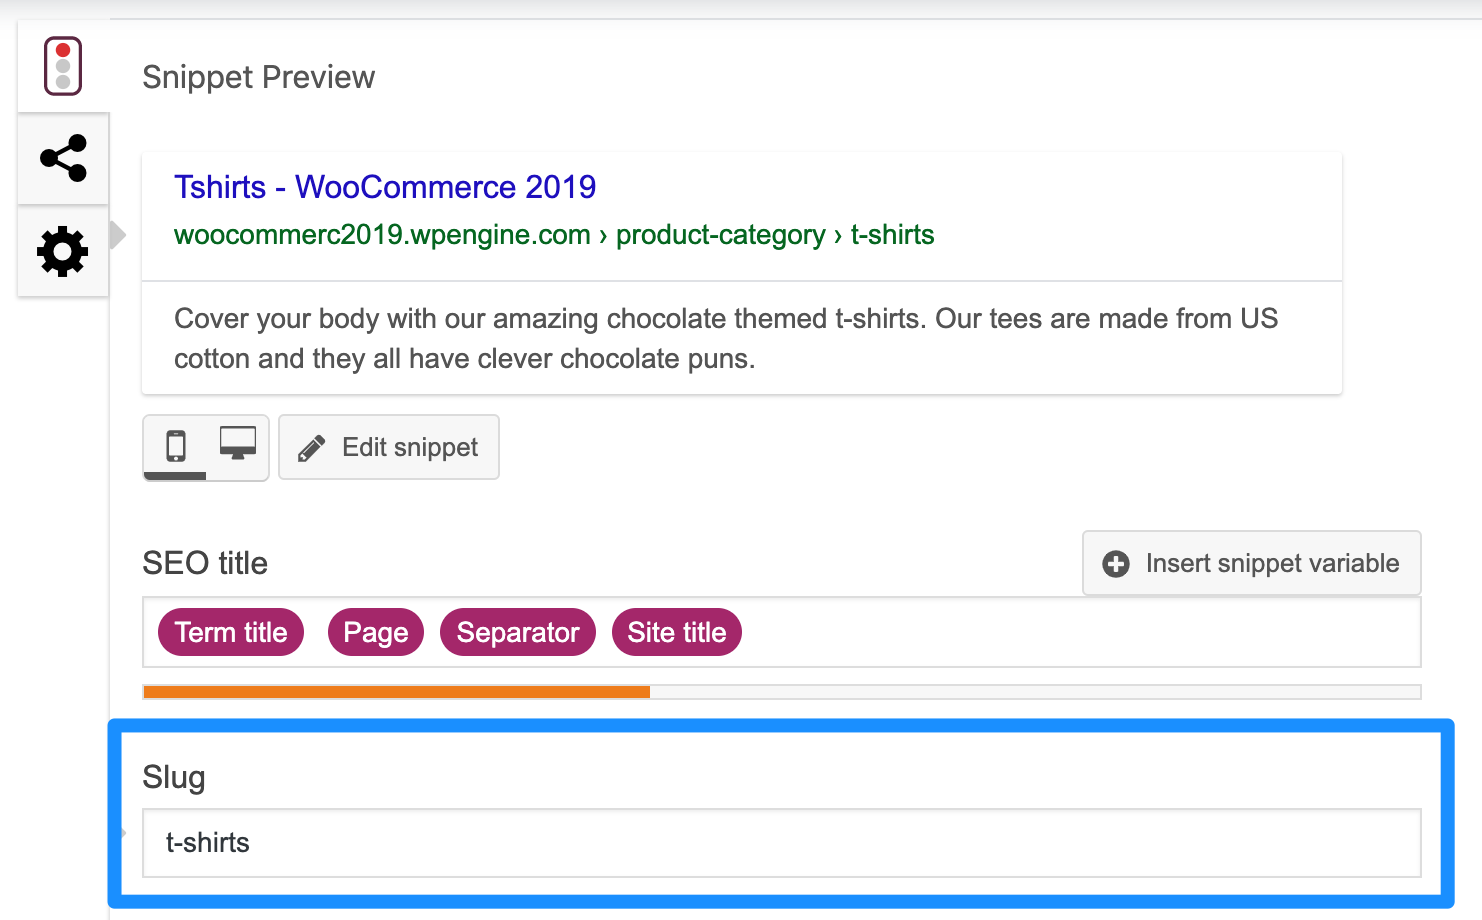 Snippet Preview
Tshirts - WooCommerce 2019
woocommerc2019.wpengine.com › product-category › t-shirts
Cover your body with our amazing chocolate themed t-shirts. Our tees are made from US
cotton and they all have clever chocolate puns.
Edit snippet
SEO title
Insert snippet variable
Term title Page Separator Site title
Slug
t-shirts